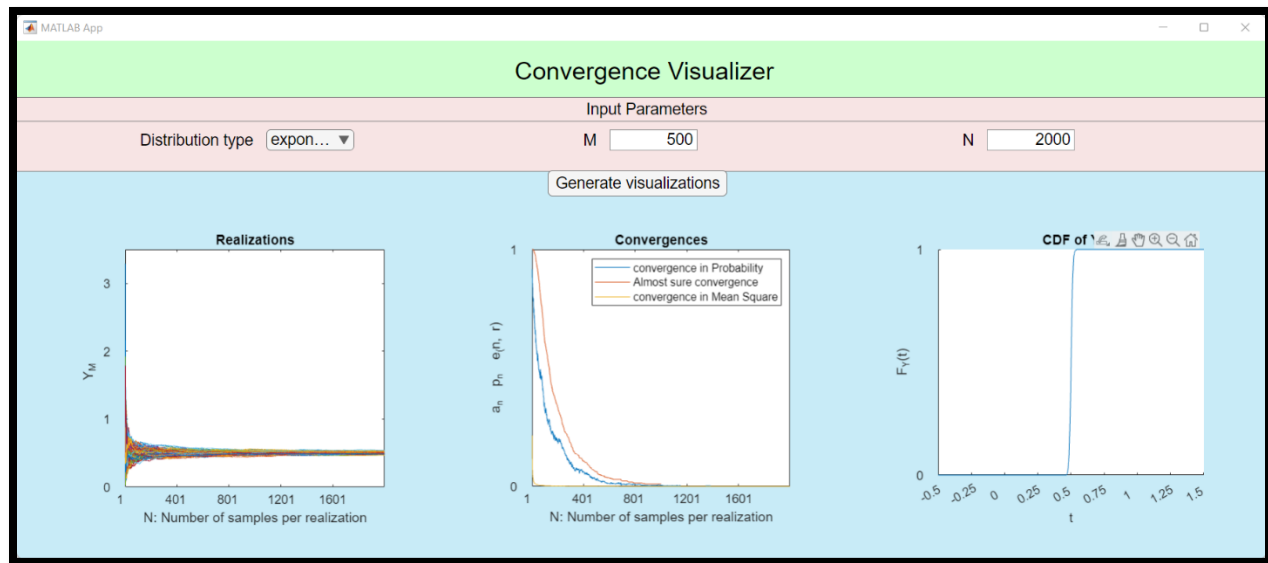 MATLAB App
Convergence Visualizer
Input Parameters
Distribution type expon... M 500 N 2000
Generate visualizations
Realizations
3
2
1
0
Y_M
1 401 801 1201 1601
N: Number of samples per realization
Convergences
convergence in Probability
Almost sure convergence
convergence in Mean Square
1
0
a_n p_n e_(n, r)
1 401 801 1201 1601
N: Number of samples per realization
CDF of
1
0
F_Y(t)
-0.5 -0.25 0 0.25 0.5 0.75 1 1.25 1.5
t